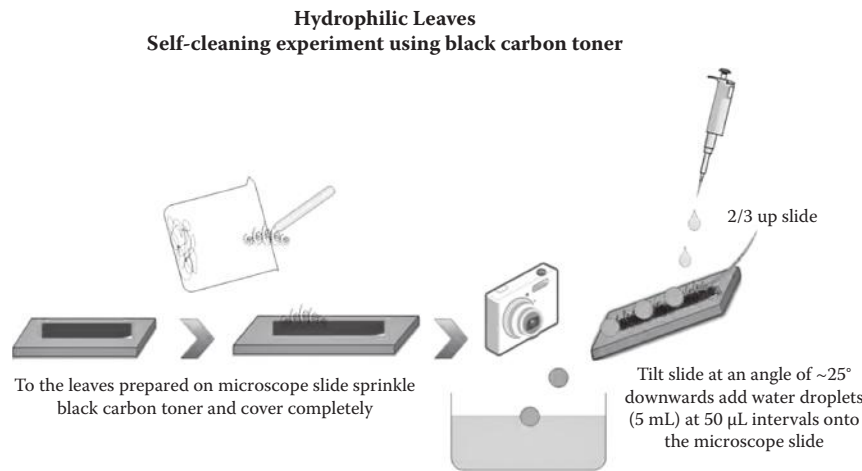 Hydrophilic Leaves
Self-cleaning experiment using black carbon toner
2/3 up slide
To the leaves prepared on microscope slide sprinkle
black carbon toner and cover completely
Tilt slide at an angle of ~25°
downwards add water droplets
(5 mL) at 50 µL intervals onto
the microscope slide